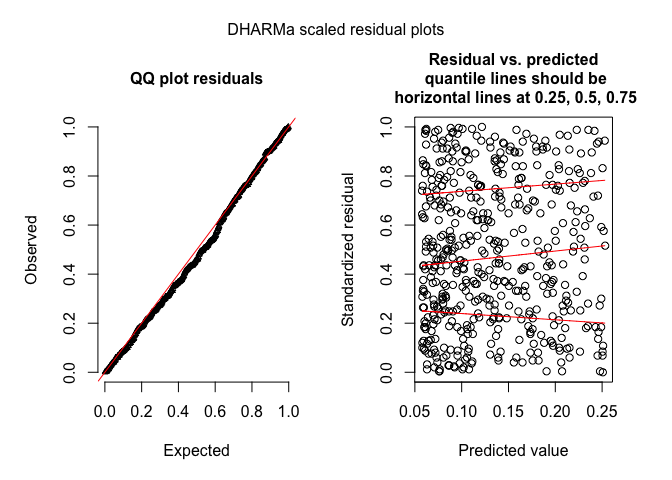 DHARMa scaled residual plots
QQ plot residuals
Observed
1.0
0.8
0.6
0.4
0.2
0.0
0.0 0.2 0.4 0.6 0.8 1.0
Expected
Residual vs. predicted
quantile lines should be
horizontal lines at 0.25, 0.5, 0.75
Standardized residual
1.0
0.8
0.6
0.4
0.2
0.0
0.05 0.10 0.15 0.20 0.25
Predicted value